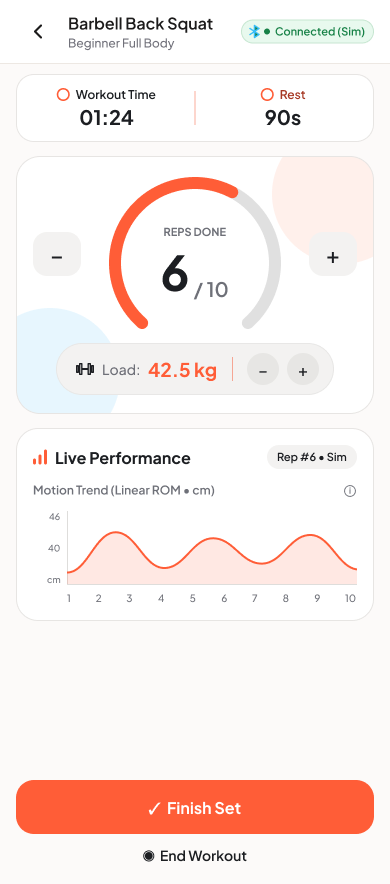 Barbell Back Squat
Beginner Full Body
Connected (Sim)
Workout Time
01:24
Rest
90s
REPS DONE
–
6 / 10
+
Load: 42.5 kg – +
Live Performance
Rep #6 • Sim
Motion Trend (Linear ROM • cm)
46
40
cm
1 2 3 4 5 6 7 8 9 10
✓ Finish Set
End Workout